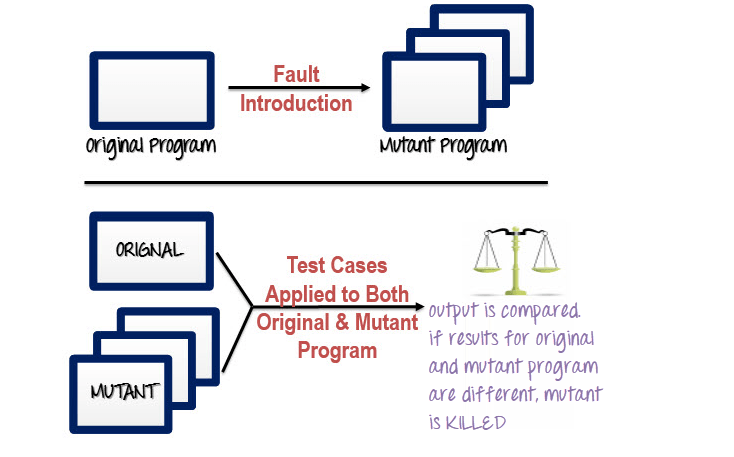 Fault
Introduction
Original Program
Mutant Program
ORIGNAL
MUTANT
Test Cases
Applied to Both
Original & Mutant
Program
output is compared.
if results for original
and mutant program
are different, mutant
is KILLED